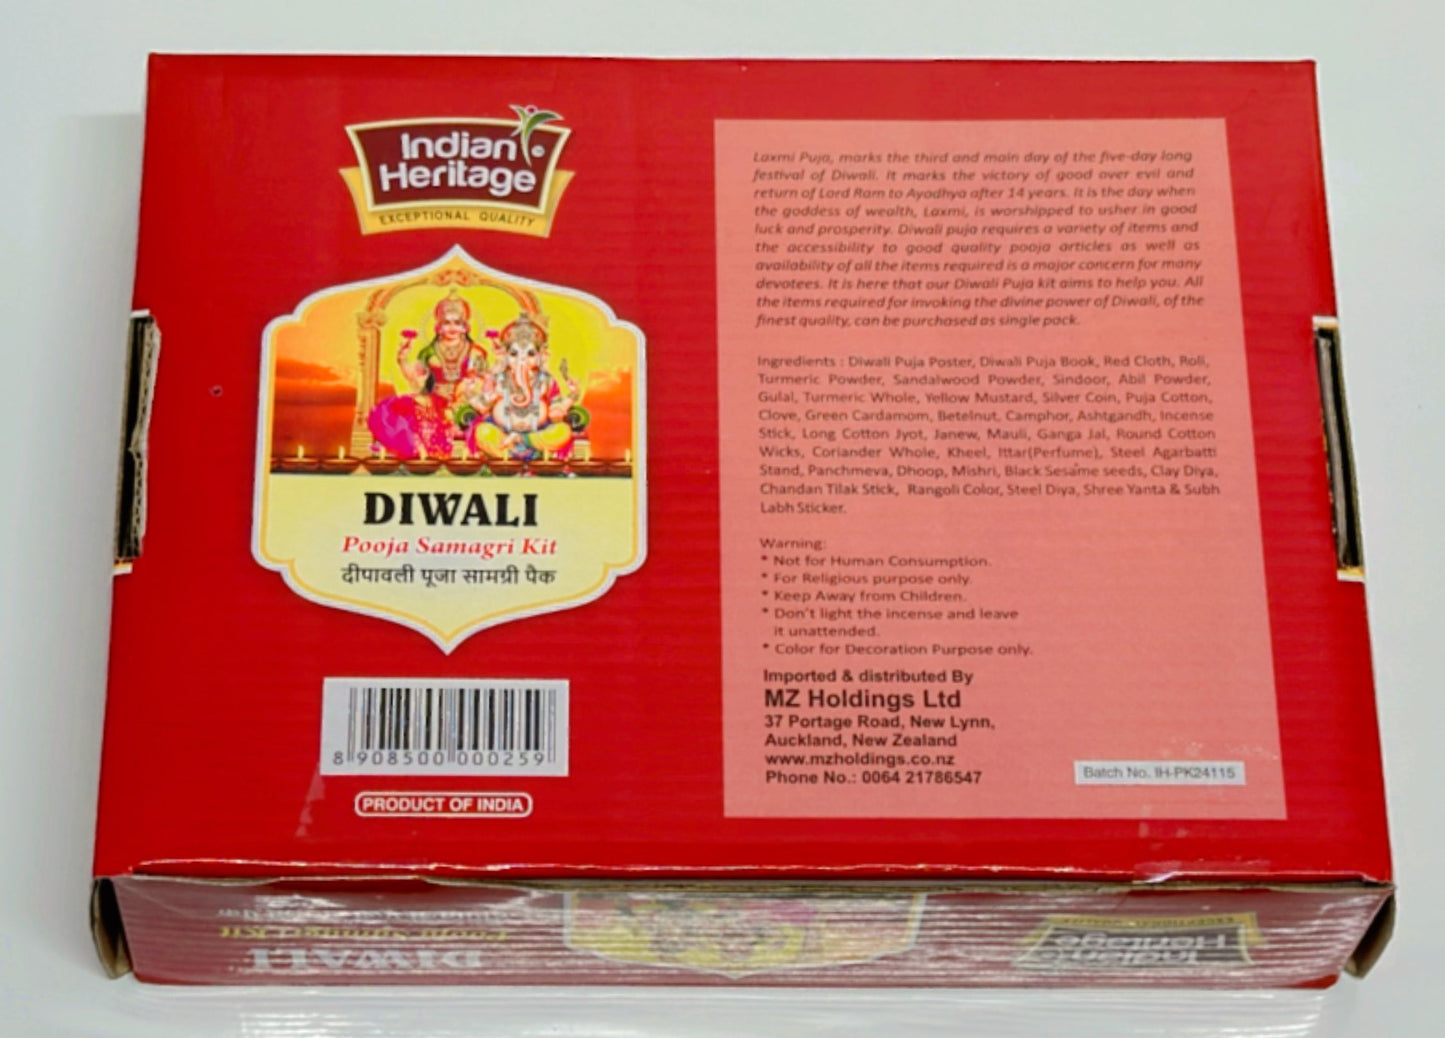 Indian
Heritage
EXCEPTIONAL QUALITY
DIWALI
Pooja Samagri Kit
दीपावली पूजा सामग्री पैक
8 908500 000259
PRODUCT OF INDIA
Laxmi Puja, marks the third and main day of the five-day long
festival of Diwali. It marks the victory of good over evil and
return of Lord Ram to Ayodhya after 14 years. It is the day when
the goddess of wealth, Laxmi, is worshipped to usher in good
luck and prosperity. Diwali puja requires a variety of items and
the accessibility to good quality pooja articles as well as
availability of all the items required is a major concern for many
devotees. It is here that our Diwali Puja kit aims to help you. All
the items required for invoking the divine power of Diwali, of the
finest quality, can be purchased as single pack.
Ingredients : Diwali Puja Poster, Diwali Puja Book, Red Cloth, Roli,
Turmeric Powder, Sandalwood Powder, Sindoor, Abil Powder,
Gulal, Turmeric Whole, Yellow Mustard, Silver Coin, Puja Cotton,
Clove, Green Cardamom, Betelnut, Camphor, Ashtgandh, Incense
Stick, Long Cotton Jyot, Janew, Mauli, Ganga Jal, Round Cotton
Wicks, Coriander Whole, Kheel, Ittar(Perfume), Steel Agarbatti
Stand, Panchmeva, Dhoop, Mishri, Black Sesame seeds, Clay Diya,
Chandan Tilak Stick, Rangoli Color, Steel Diya, Shree Yanta & Subh
Labh Sticker.
Warning:
* Not for Human Consumption.
* For Religious purpose only.
* Keep Away from Children.
* Don't light the incense and leave
it unattended.
* Color for Decoration Purpose only.
Imported & distributed By
MZ Holdings Ltd
37 Portage Road, New Lynn,
Auckland, New Zealand
www.mzholdings.co.nz
Phone No.: 0064 21786547
Batch No. IH-PK24115
DIWALI
Pooja Samagri Kit
Indian
Heritage
EXCEPTIONAL QUALITY